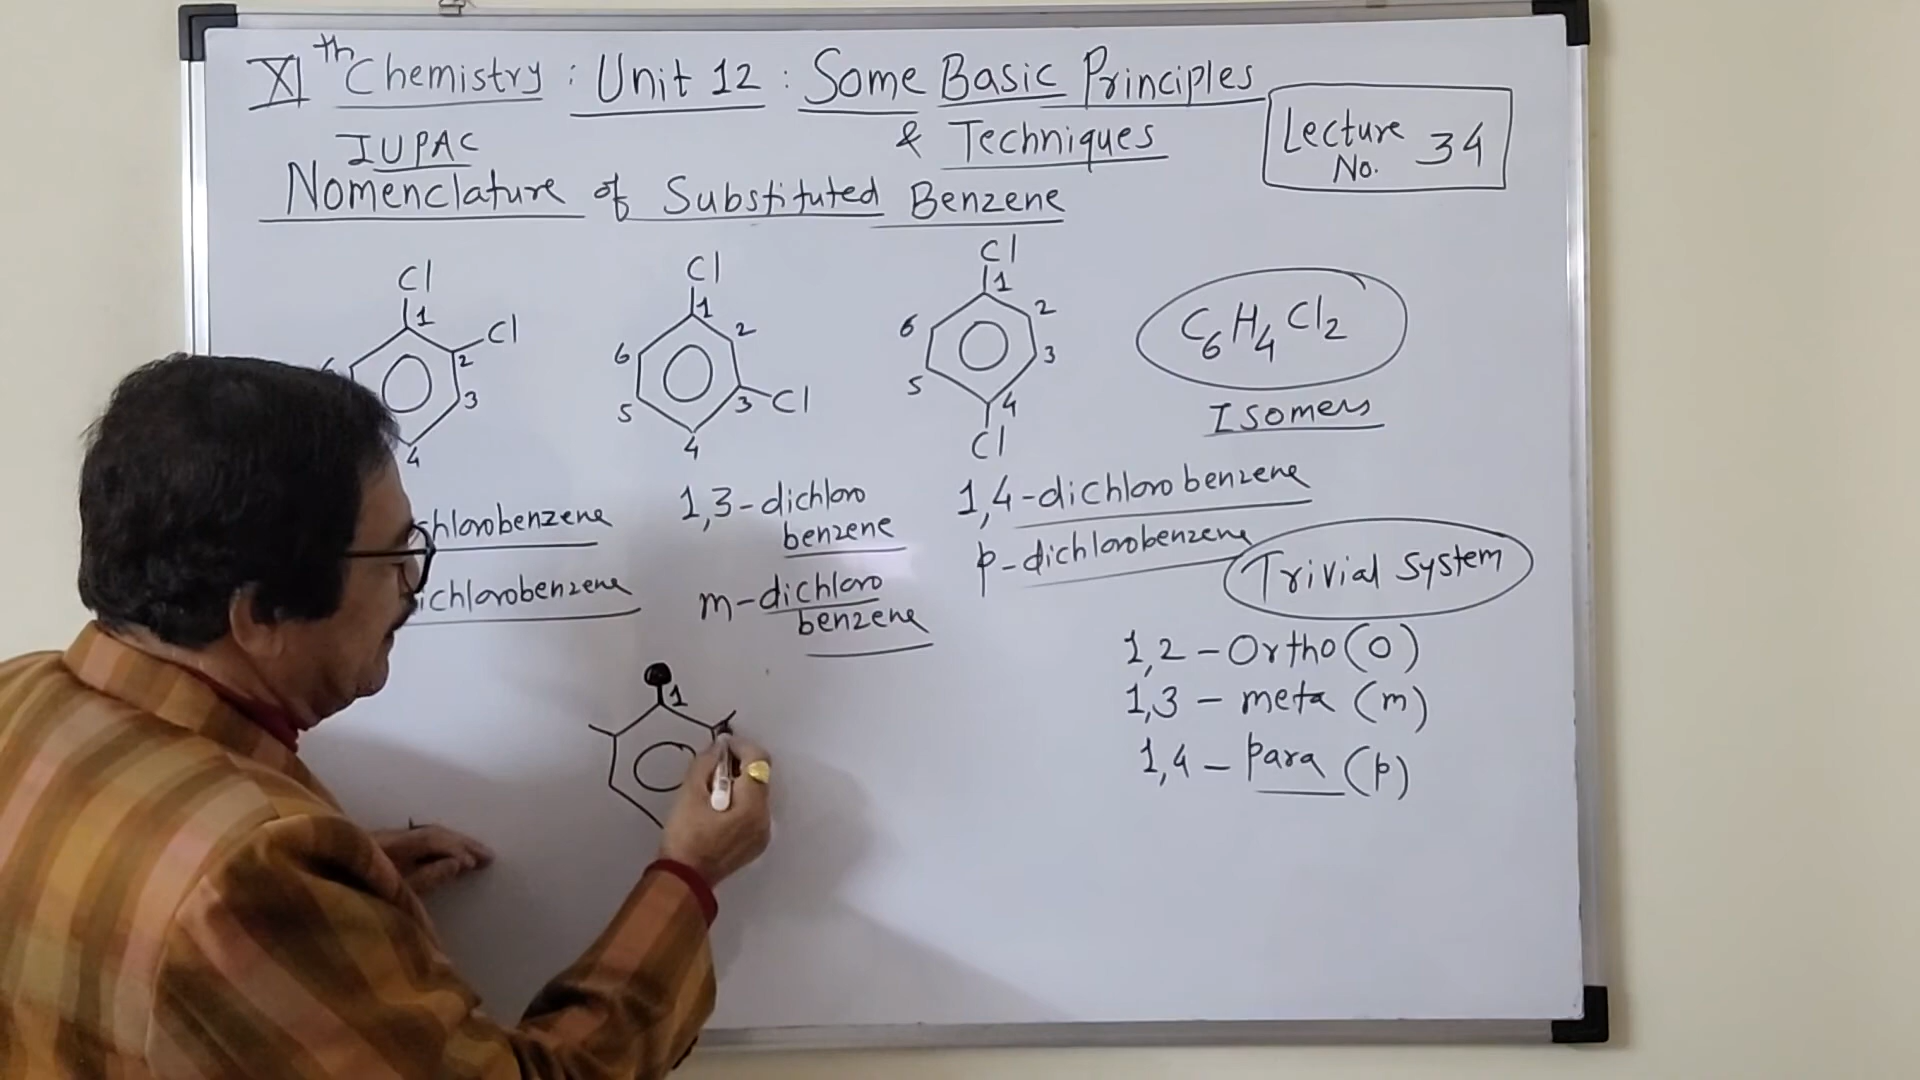 XIth Chemistry : Unit 12 : Some Basic Principles
& Techniques
Lecture
No. 34
IUPAC
Nomenclature of Substituted Benzene
Cl
1
Cl
2
3
4
Cl
1
2
3 Cl
4
5
6
Cl
1
2
3
4
Cl
5
6
C6H4Cl2
Isomers
chlorobenzene
ichlorobenzene
1,3-dichloro
benzene
m-dichloro
benzene
1,4-dichlorobenzene
p-dichlorobenzene
Trivial System
1,2 - Ortho (O)
1,3 - meta (m)
1,4 - para (p)
1